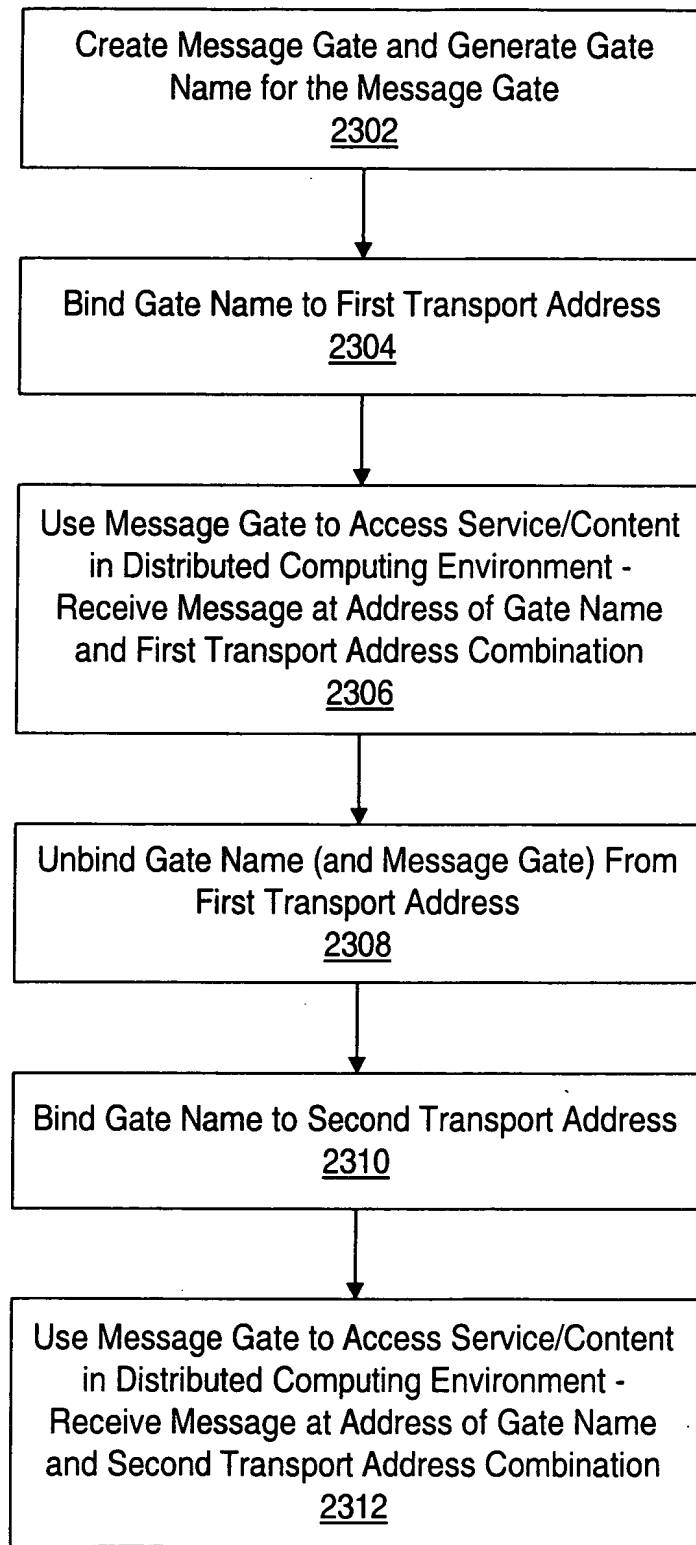 Create Message Gate and Generate Gate
Name for the Message Gate
2302
Bind Gate Name to First Transport Address
2304
Use Message Gate to Access Service/Content
in Distributed Computing Environment -
Receive Message at Address of Gate Name
and First Transport Address Combination
2306
Unbind Gate Name (and Message Gate) From
First Transport Address
2308
Bind Gate Name to Second Transport Address
2310
Use Message Gate to Access Service/Content
in Distributed Computing Environment -
Receive Message at Address of Gate Name
and Second Transport Address Combination
2312